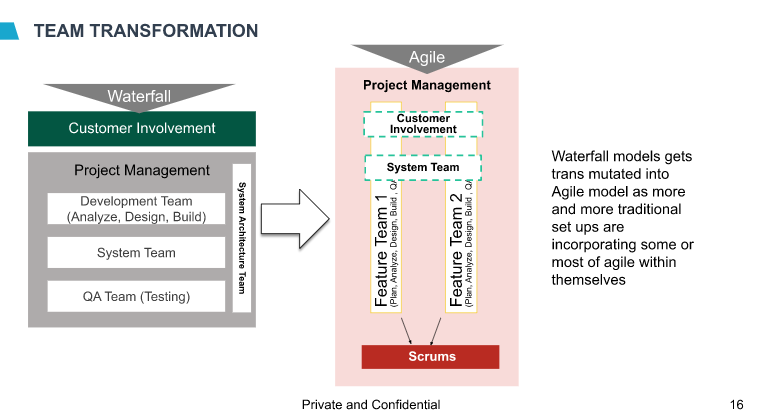 TEAM TRANSFORMATION
Waterfall
Customer Involvement
Project Management
Development Team
(Analyze, Design, Build)
System Team
QA Team (Testing)
System Architecture Team
Agile
Project Management
Customer
Involvement
System Team
Feature Team 1
(Plan, Analyze, Design, Build , QA
Feature Team 2
(Plan, Analyze, Design, Build , QA
Scrums
Waterfall models gets
trans mutated into
Agile model as more
and more traditional
set ups are
incorporating some or
most of agile within
themselves
Private and Confidential
16